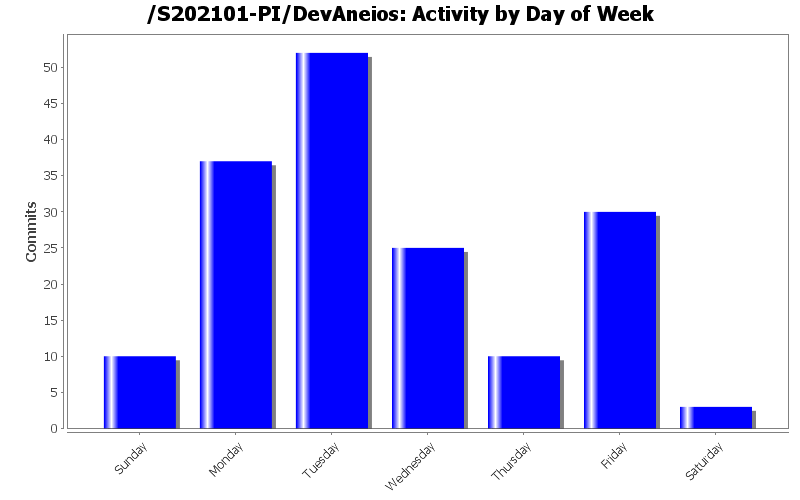 /S202101-PI/DevAneios: Activity by Day of Week
Commits
50
45
40
35
30
25
20
15
10
5
0
Sunday
Monday
Tuesday
Wednesday
Thursday
Friday
Saturday